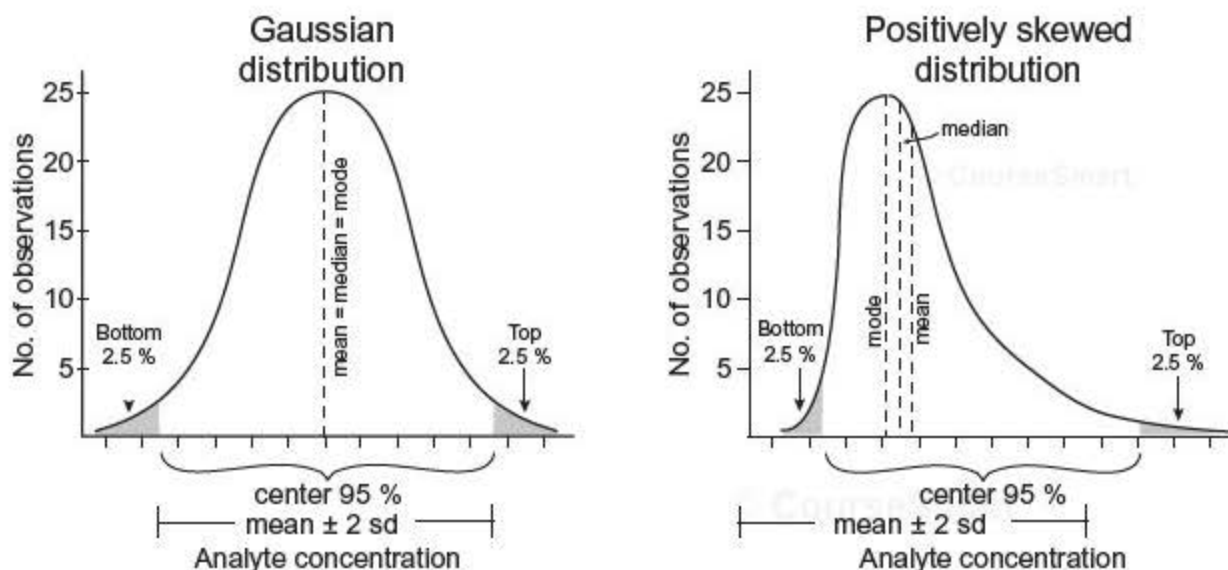 Gaussian
distribution
No. of observations
25
20
15
10
5
Bottom
2.5 %
mean = median = mode
Top
2.5 %
center 95 %
mean ± 2 sd
Analyte concentration
Positively skewed
distribution
No. of observations
25
20
15
10
5
median
CourseSmart
Bottom
2.5 %
mode
mean
Top
2.5 %
center 95 %
© CourseSmart
mean ± 2 sd
Analyte concentration